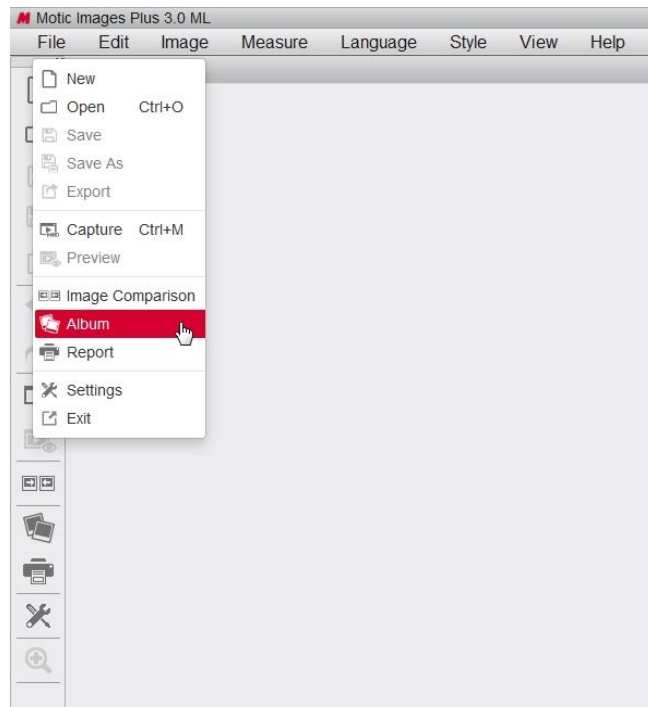 Motic Images Plus 3.0 ML
File Edit Image Measure Language Style View Help
New
Open Ctrl+O
Save
Save As
Export
Capture Ctrl+M
Preview
Image Comparison
Album
Report
Settings
Exit